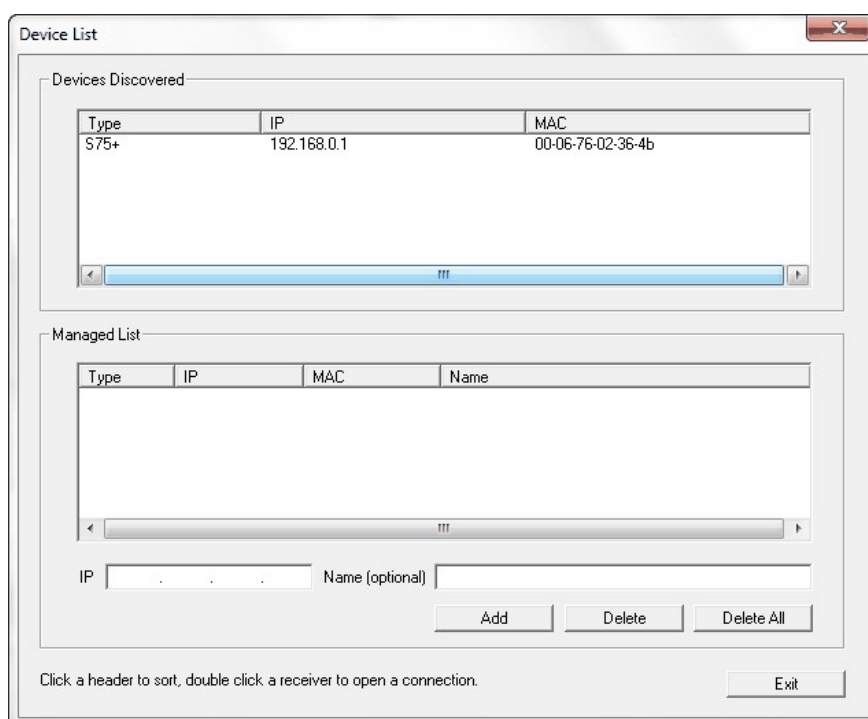 Device List
Devices Discovered
Type IP MAC
S75+ 192.168.0.1 00-06-76-02-36-4b
Managed List
Type IP MAC Name
IP . . . Name (optional)
Add Delete Delete All
Click a header to sort, double click a receiver to open a connection.
Exit